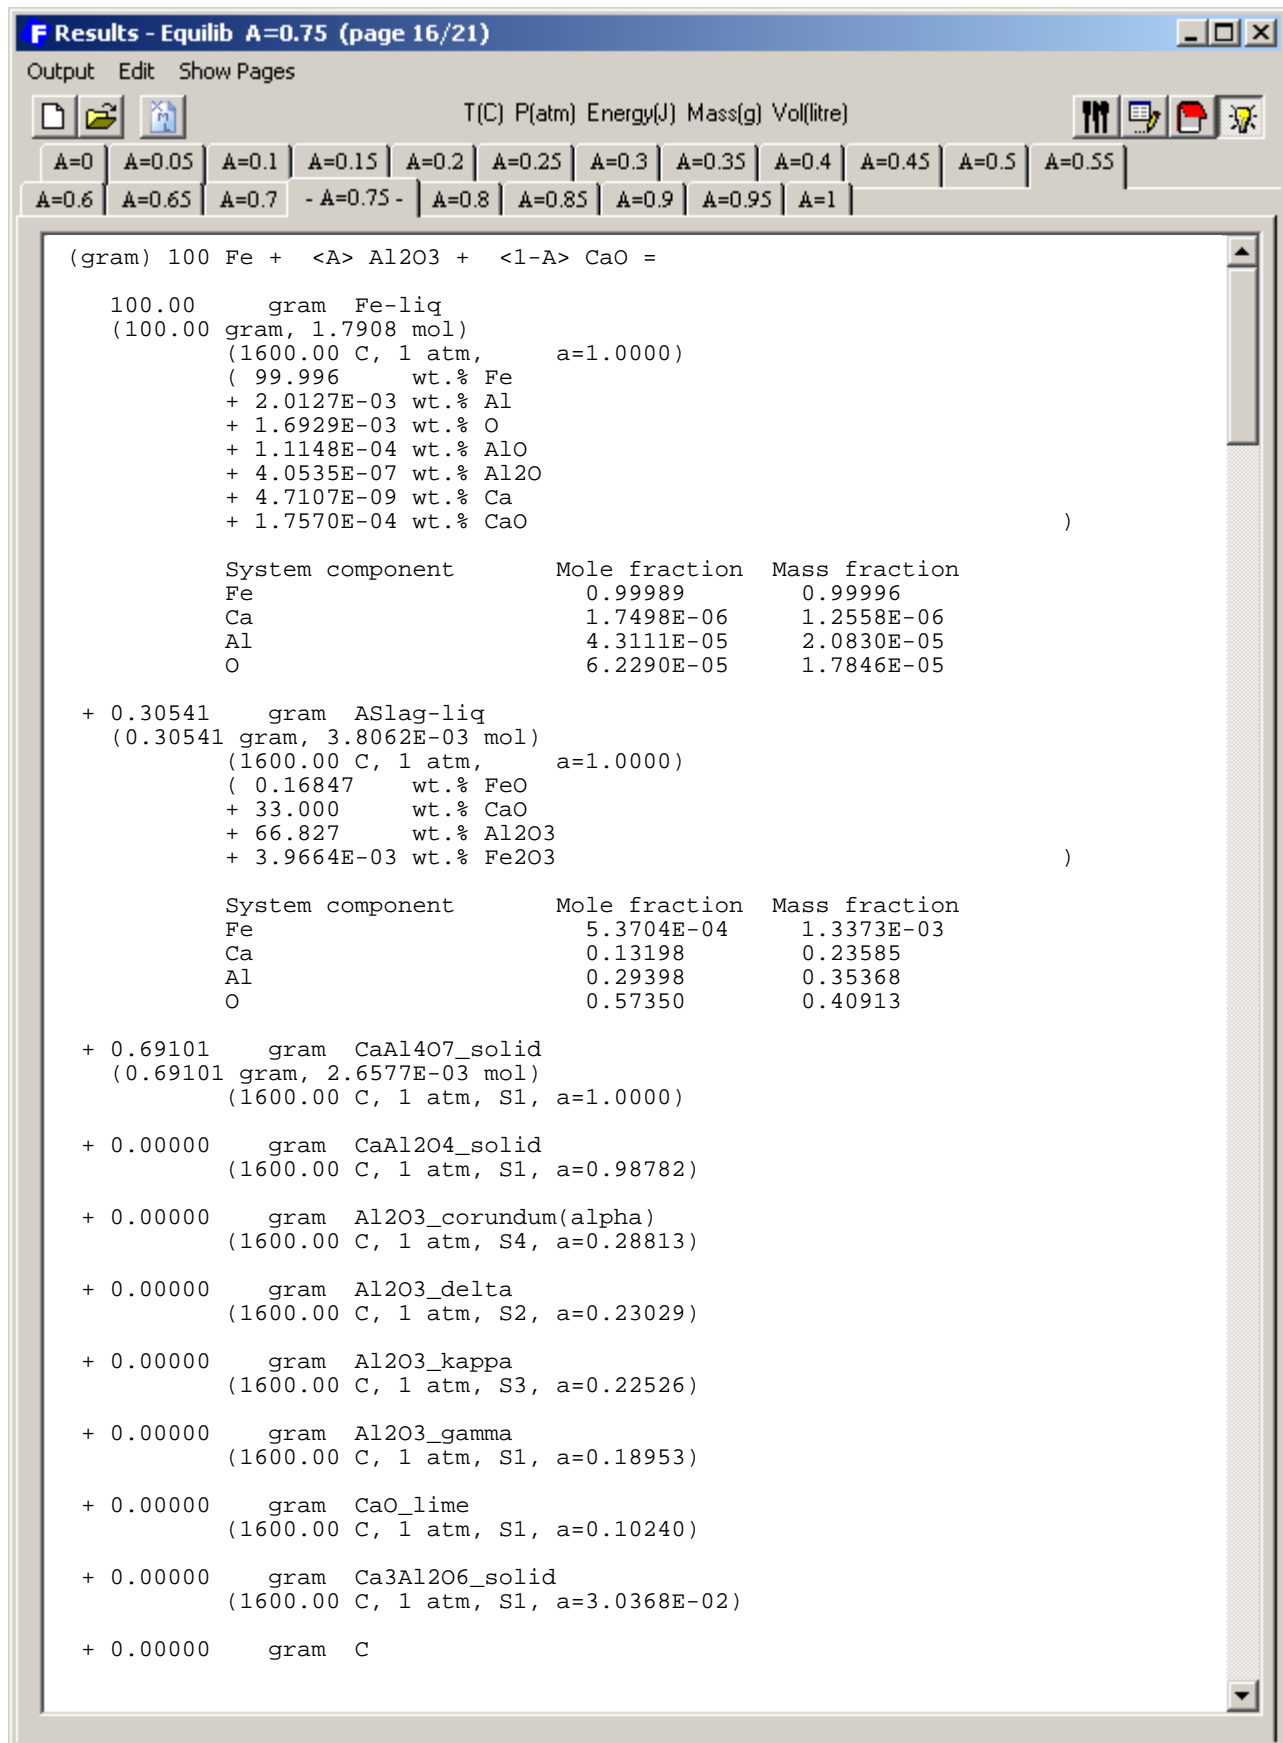 Results - Equilib A=0.75 (page 16/21)
Output Edit Show Pages
T(C) P(atm) Energy(J) Mass(g) Vol(litre)
A=0 A=0.05 A=0.1 A=0.15 A=0.2 A=0.25 A=0.3 A=0.35 A=0.4 A=0.45 A=0.5 A=0.55
A=0.6 A=0.65 A=0.7 - A=0.75 - A=0.8 A=0.85 A=0.9 A=0.95 A=1
(gram) 100 Fe + <A> Al2O3 + <1-A> CaO =
100.00 gram Fe-liq
(100.00 gram, 1.7908 mol)
(1600.00 C, 1 atm, a=1.0000)
( 99.996 wt.% Fe
+ 2.0127E-03 wt.% Al
+ 1.6929E-03 wt.% O
+ 1.1148E-04 wt.% AlO
+ 4.0535E-07 wt.% Al2O
+ 4.7107E-09 wt.% Ca
+ 1.7570E-04 wt.% CaO )
System component Mole fraction Mass fraction
Fe 0.99989 0.99996
Ca 1.7498E-06 1.2558E-06
Al 4.3111E-05 2.0830E-05
O 6.2290E-05 1.7846E-05
+ 0.30541 gram ASlag-liq
(0.30541 gram, 3.8062E-03 mol)
(1600.00 C, 1 atm, a=1.0000)
( 0.16847 wt.% FeO
+ 33.000 wt.% CaO
+ 66.827 wt.% Al2O3
+ 3.9664E-03 wt.% Fe2O3 )
System component Mole fraction Mass fraction
Fe 5.3704E-04 1.3373E-03
Ca 0.13198 0.23585
Al 0.29398 0.35368
O 0.57350 0.40913
+ 0.69101 gram CaAl4O7_solid
(0.69101 gram, 2.6577E-03 mol)
(1600.00 C, 1 atm, S1, a=1.0000)
+ 0.00000 gram CaAl2O4_solid
(1600.00 C, 1 atm, S1, a=0.98782)
+ 0.00000 gram Al2O3_corundum(alpha)
(1600.00 C, 1 atm, S4, a=0.28813)
+ 0.00000 gram Al2O3_delta
(1600.00 C, 1 atm, S2, a=0.23029)
+ 0.00000 gram Al2O3_kappa
(1600.00 C, 1 atm, S3, a=0.22526)
+ 0.00000 gram Al2O3_gamma
(1600.00 C, 1 atm, S1, a=0.18953)
+ 0.00000 gram CaO_lime
(1600.00 C, 1 atm, S1, a=0.10240)
+ 0.00000 gram Ca3Al2O6_solid
(1600.00 C, 1 atm, S1, a=3.0368E-02)
+ 0.00000 gram C